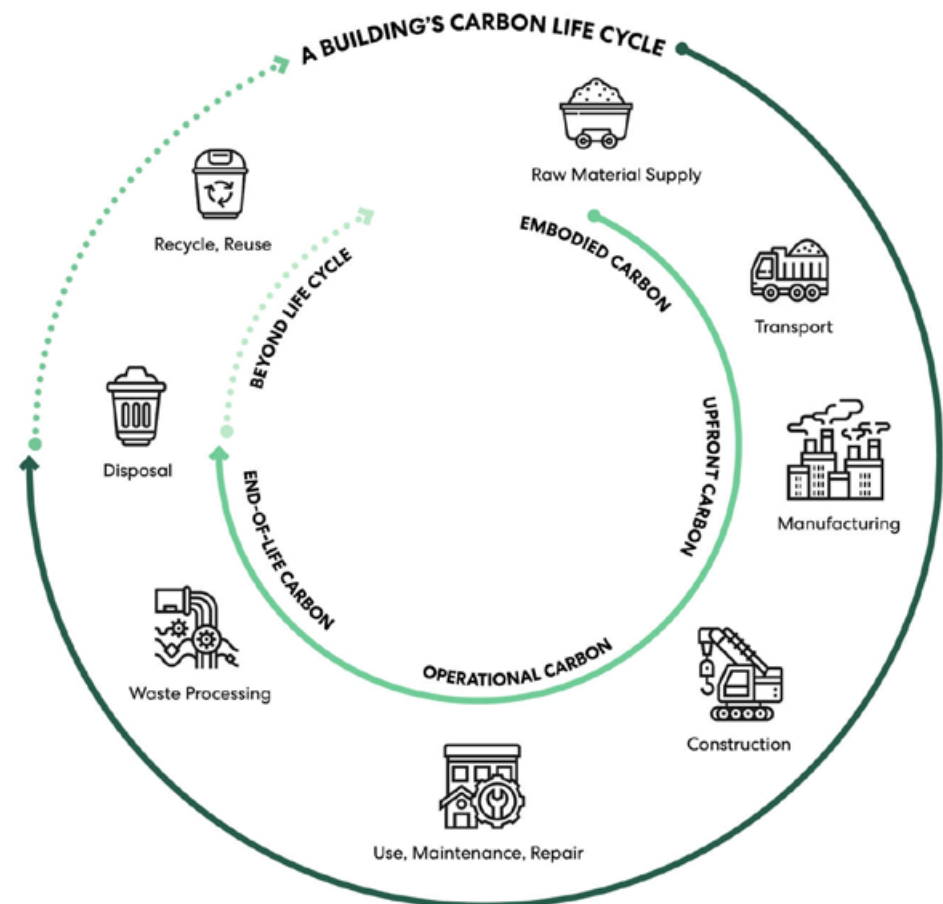 A BUILDING'S CARBON LIFE CYCLE
Raw Material Supply
EMBODIED CARBON
Transport
UPFRONT CARBON
Manufacturing
Construction
OPERATIONAL CARBON
Use, Maintenance, Repair
END-OF-LIFE CARBON
Waste Processing
Disposal
BEYOND LIFE CYCLE
Recycle, Reuse